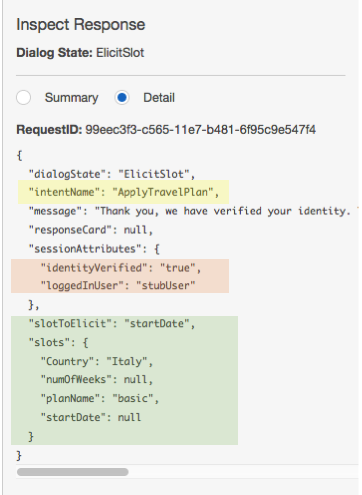 Inspect Response
Dialog State: ElicitSlot
Summary Detail
RequestID: 99eec3f3-c565-11e7-b481-6f95c9e547f4
{
"dialogState": "ElicitSlot",
"intentName": "ApplyTravelPlan",
"message": "Thank you, we have verified your identity.
"responseCard": null,
"sessionAttributes": {
"identityVerified": "true",
"loggedInUser": "stubUser"
},
"slotToElicit": "startDate",
"slots": {
"Country": "Italy",
"numOfWeeks": null,
"planName": "basic",
"startDate": null
}
}